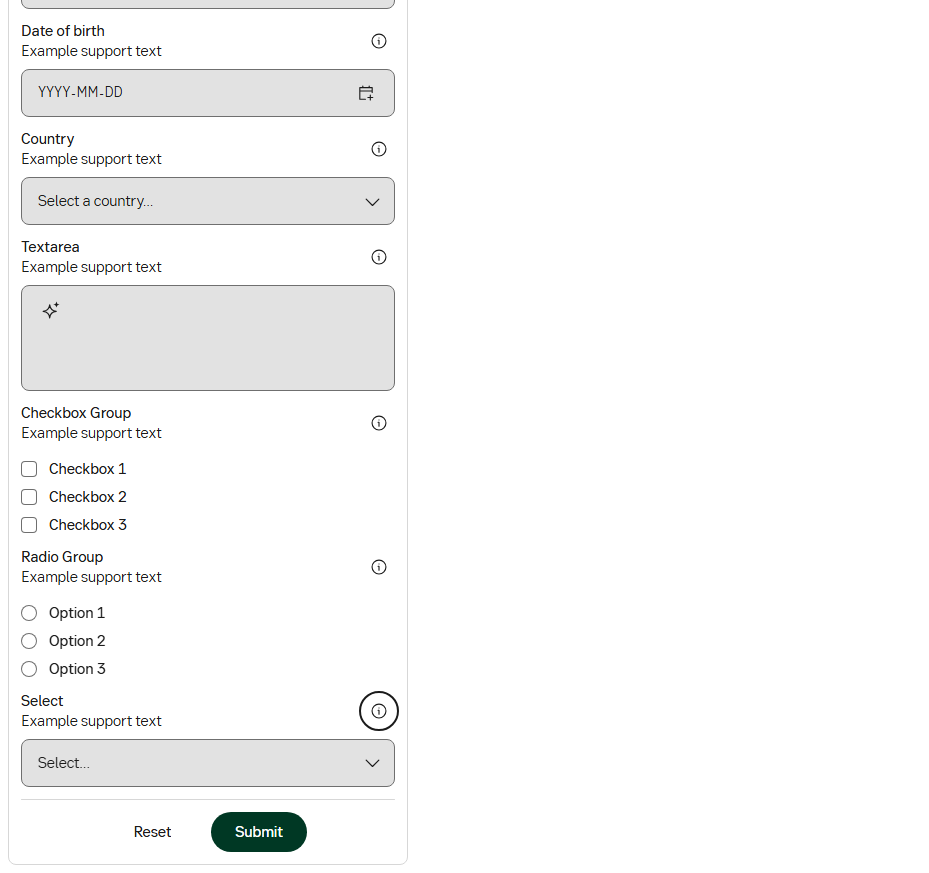 Date of birth
Example support text
YYYY-MM-DD
Country
Example support text
Select a country...
Textarea
Example support text
Checkbox Group
Example support text
Checkbox 1
Checkbox 2
Checkbox 3
Radio Group
Example support text
Option 1
Option 2
Option 3
Select
Example support text
Select...
Reset Submit